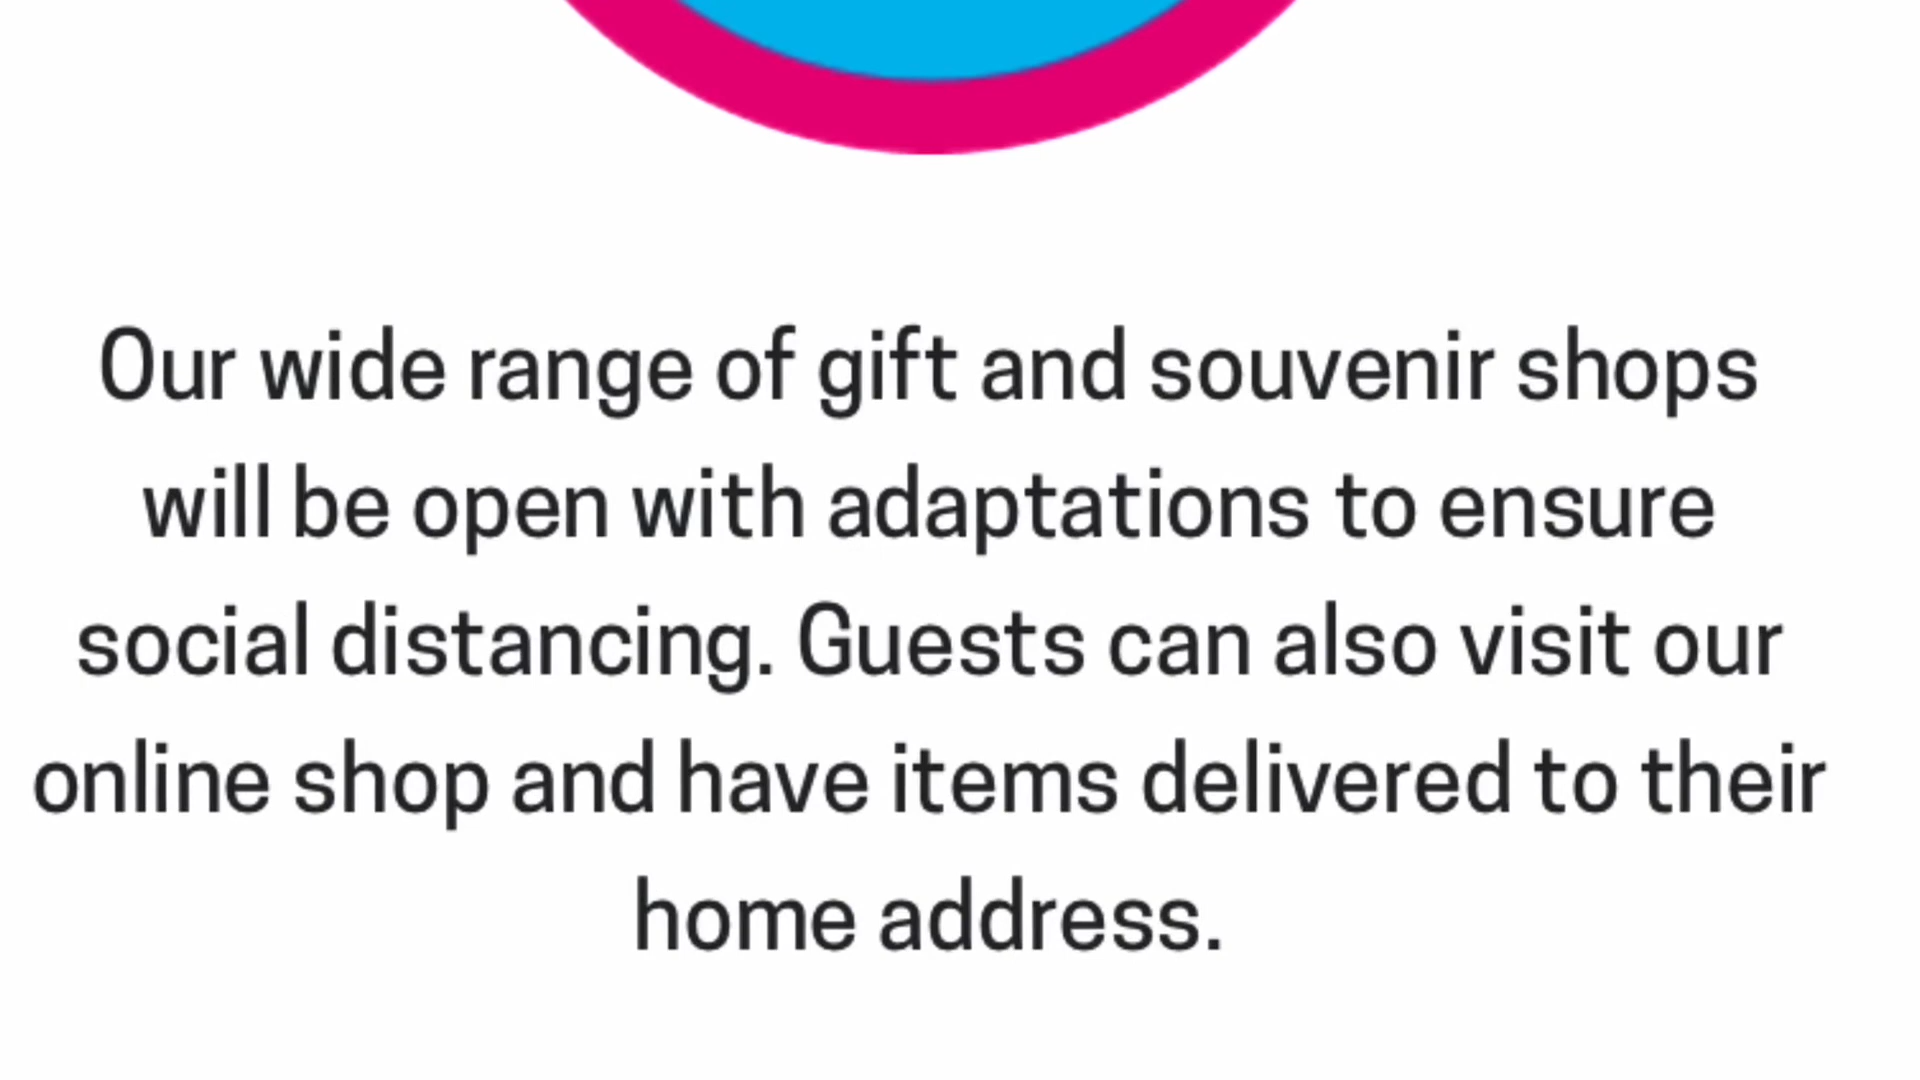 Our wide range of gift and souvenir shops
will be open with adaptations to ensure
social distancing. Guests can also visit our
online shop and have items delivered to their
home address.